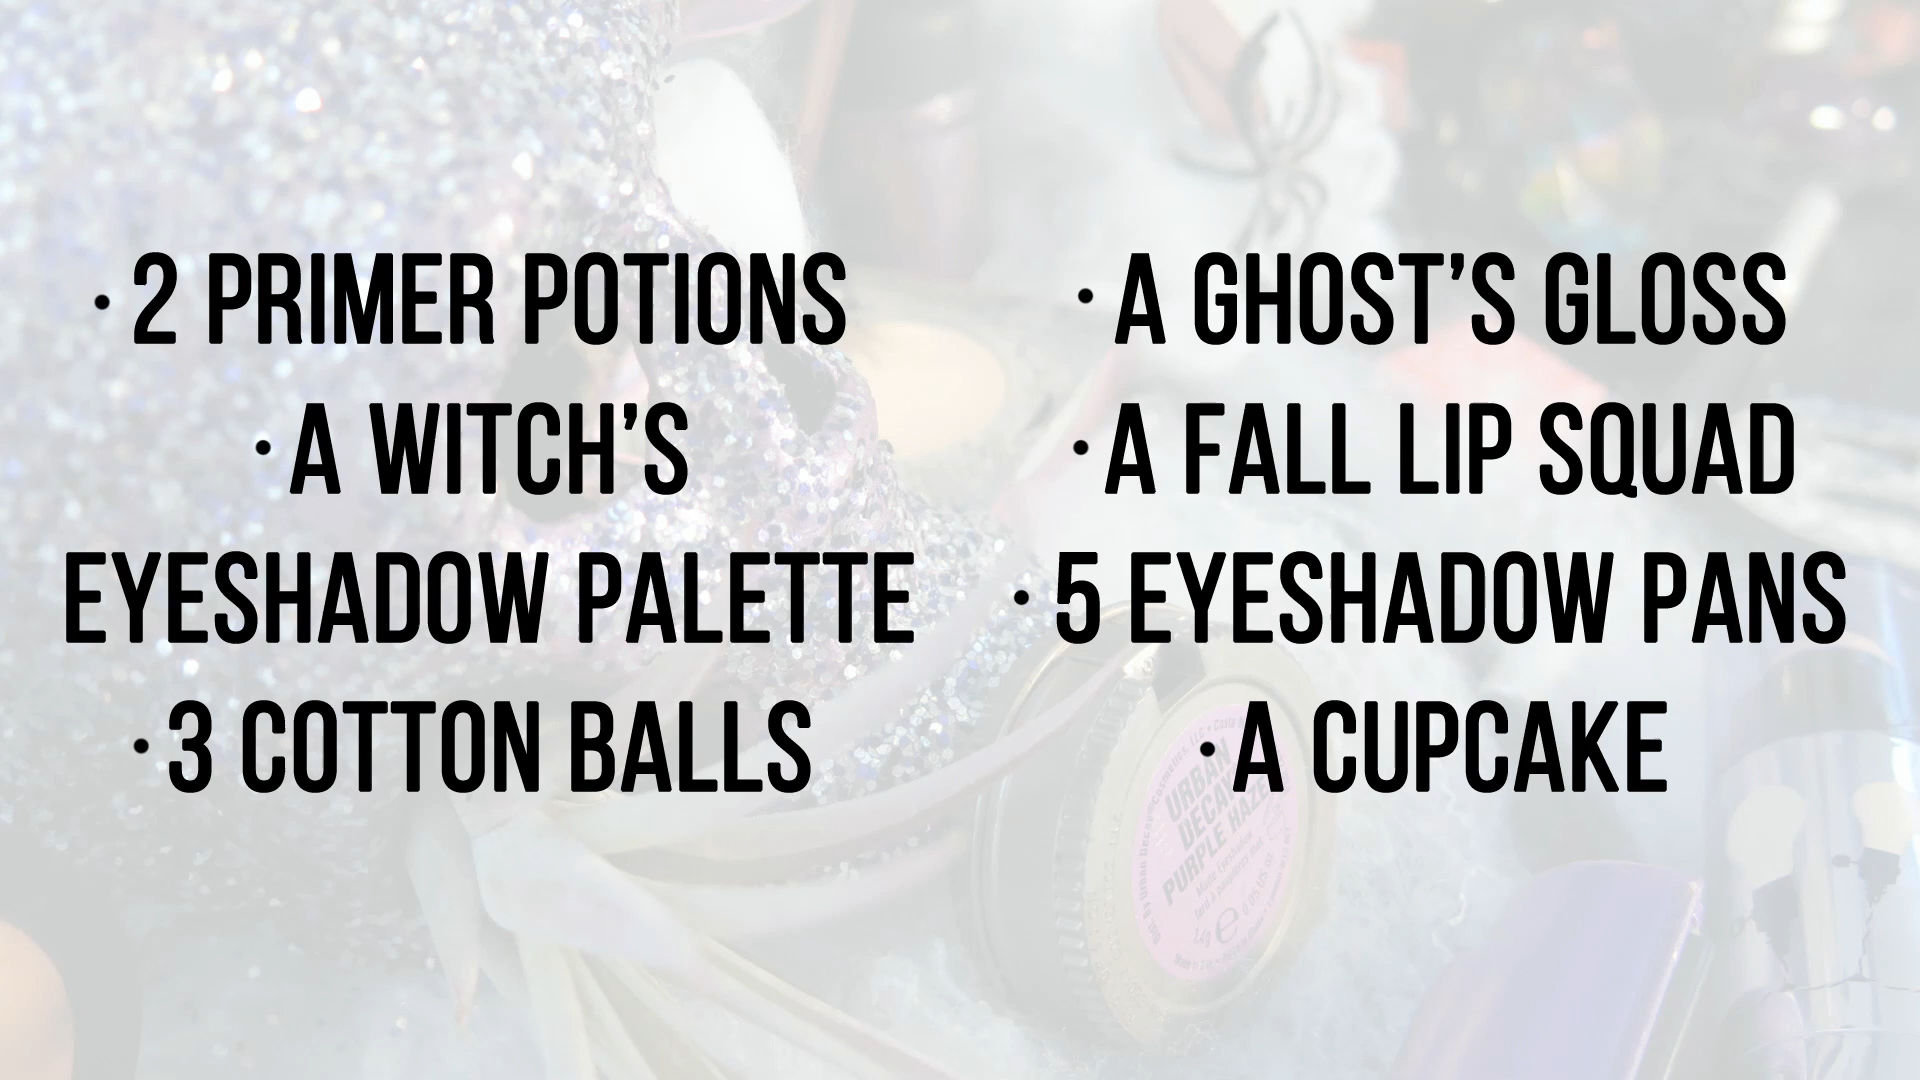 · 2 PRIMER POTIONS
· A WITCH'S
EYESHADOW PALETTE
· 3 COTTON BALLS
· A GHOST'S GLOSS
· A FALL LIP SQUAD
· 5 EYESHADOW PANS
· A CUPCAKE
URBAN
DECAY
PURPLE HAZE